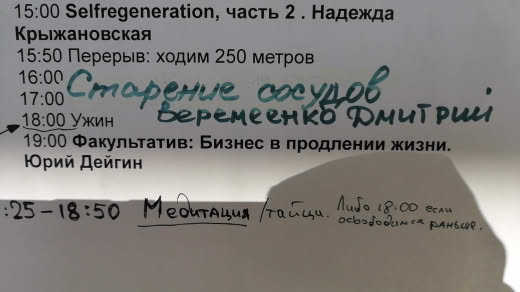 15:00 Selfregeneration, часть 2 . Надежда
Крыжановская
15:50 Перерыв: ходим 250 метров
16:00 Старение сосудов
17:00
Веремеенко Дмитрий
18:00 Ужин
19:00 Факультатив: Бизнес в продлении жизни.
Юрий Дейгин
:25-18:50 Медитация/тайцзи. Либо 18:00 если
освободимся раньше.